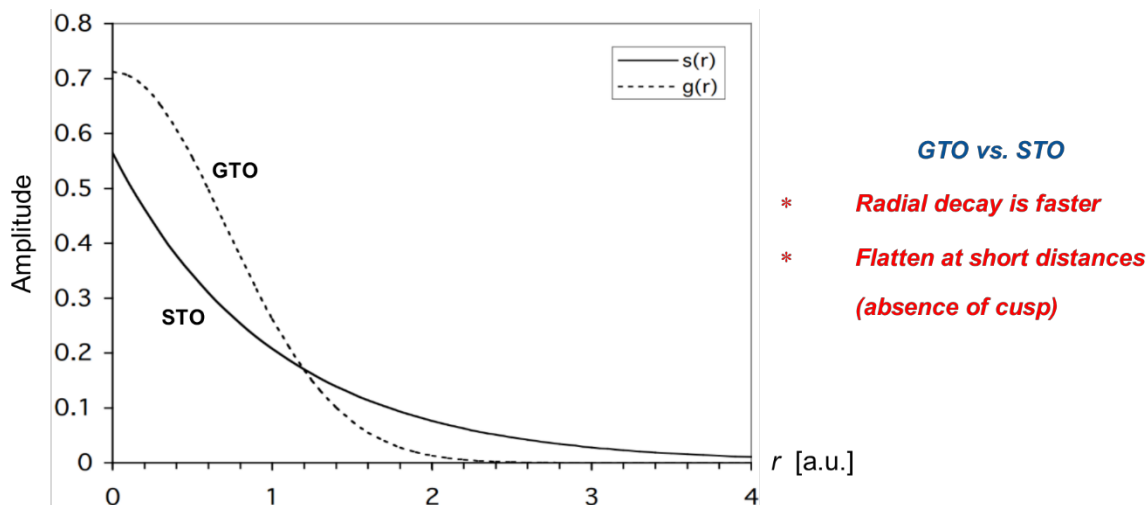 0.8
0.7
0.6
0.5
0.4
0.3
0.2
0.1
0
Amplitude
s(r)
g(r)
GTO
STO
0 1 2 3 4
r [a.u.]
GTO vs. STO
* Radial decay is faster
* Flatten at short distances
(absence of cusp)